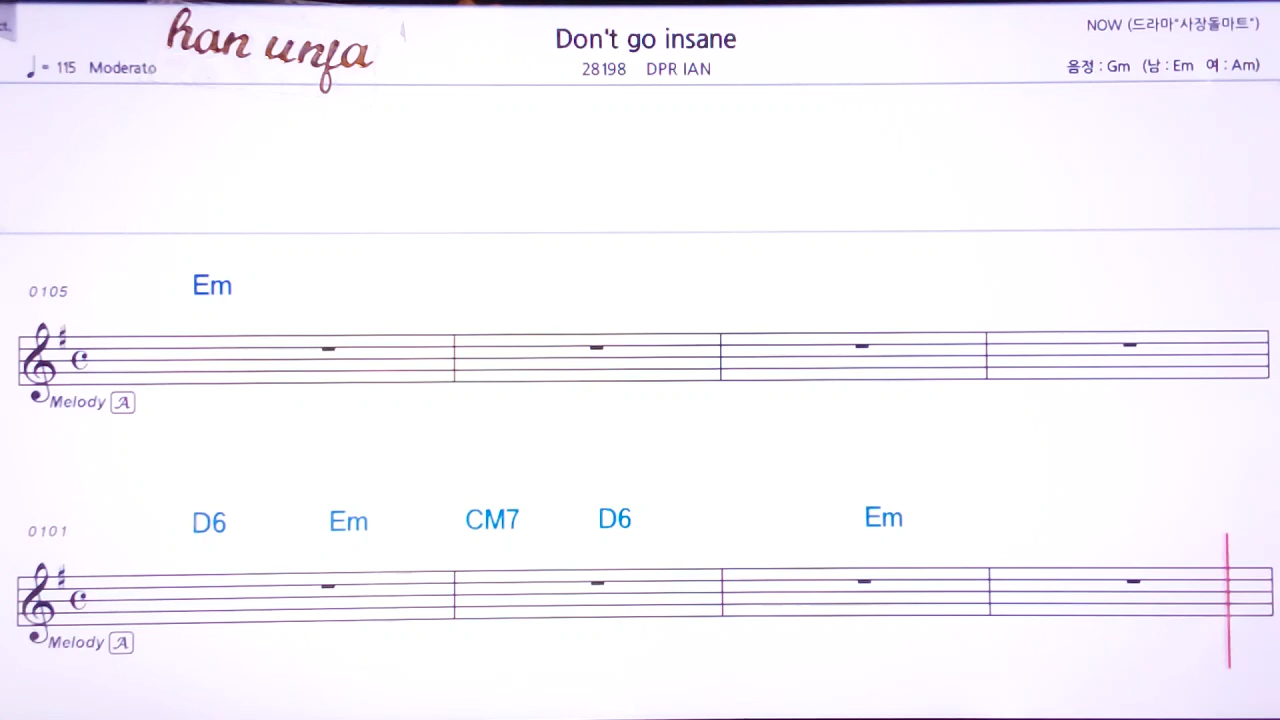 han unfa
Don't go insane
NOW (드라마"사장돌마트")
♩= 115 Moderato
28198 DPR IAN
음정 : Gm (남 : Em 여 : Am)
0105
Em
Melody A
0101
D6 Em CM7 D6 Em
Melody A